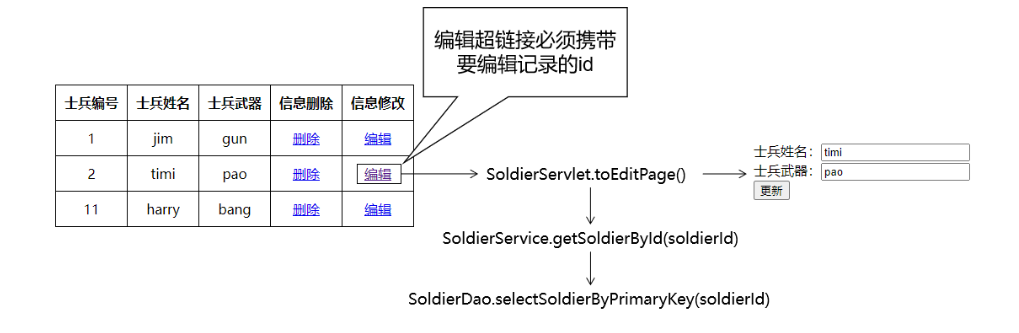 编辑超链接必须携带
要编辑记录的id
士兵编号 士兵姓名 士兵武器 信息删除 信息修改
1 jim gun 删除 编辑
2 timi pao 删除 编辑
11 harry bang 删除 编辑
SoldierServlet.toEditPage()
士兵姓名： timi
士兵武器： pao
更新
SoldierService.getSoldierById(soldierId)
SoldierDao.selectSoldierByPrimaryKey(soldierId)